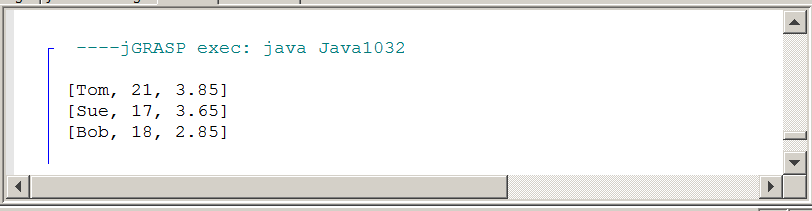 ----jGRASP exec: java Java1032
[Tom, 21, 3.85]
[Sue, 17, 3.65]
[Bob, 18, 2.85]